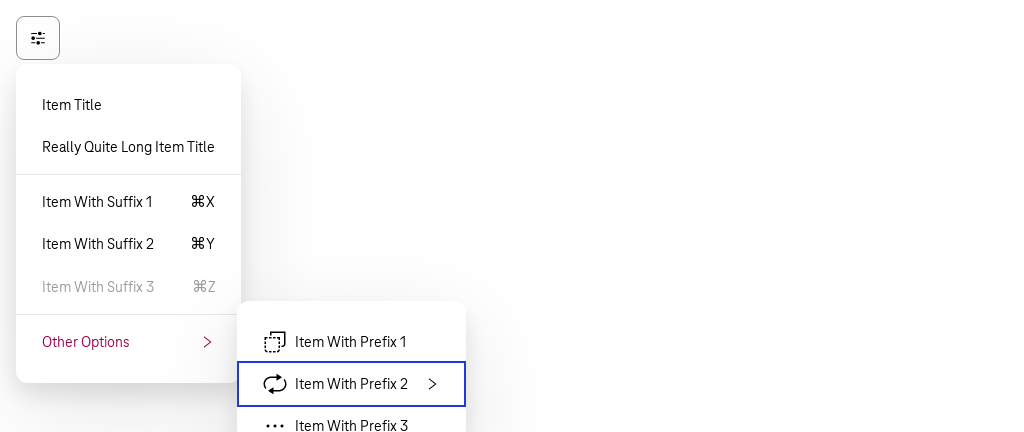 Item Title
Really Quite Long Item Title
Item With Suffix 1 ⌘X
Item With Suffix 2 ⌘Y
Item With Suffix 3 ⌘Z
Other Options
Item With Prefix 1
Item With Prefix 2
Item With Prefix 3